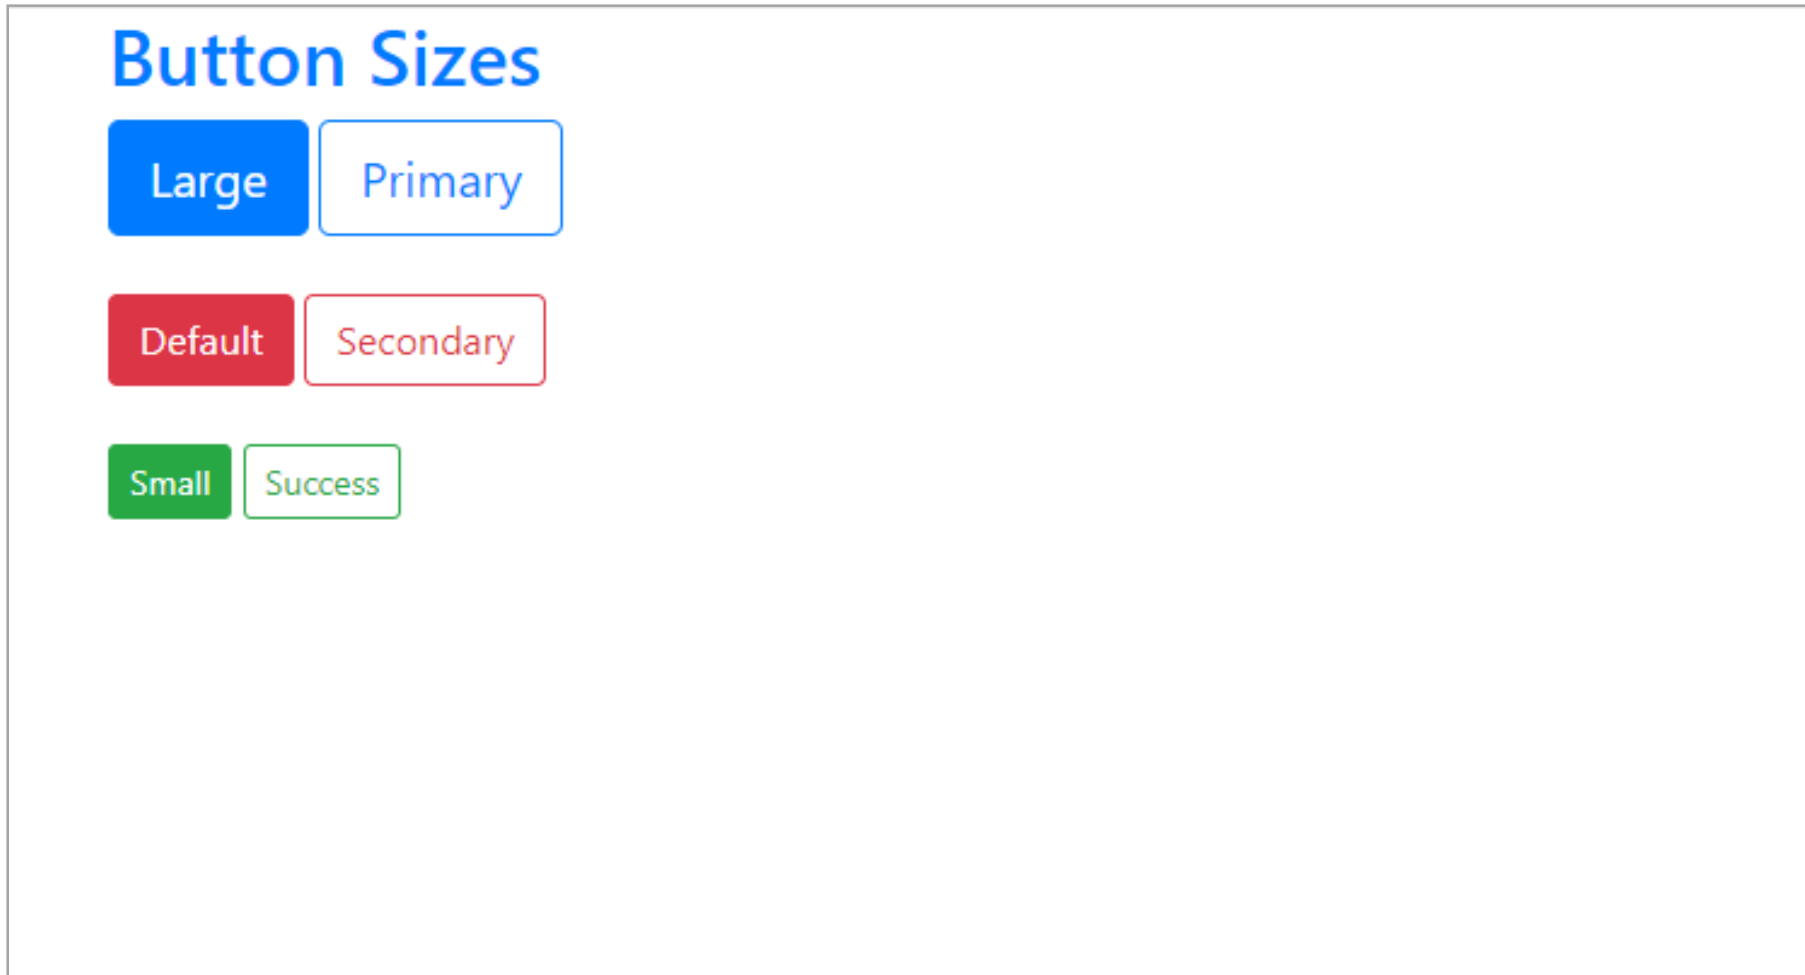 Button Sizes
Large Primary
Default Secondary
Small Success